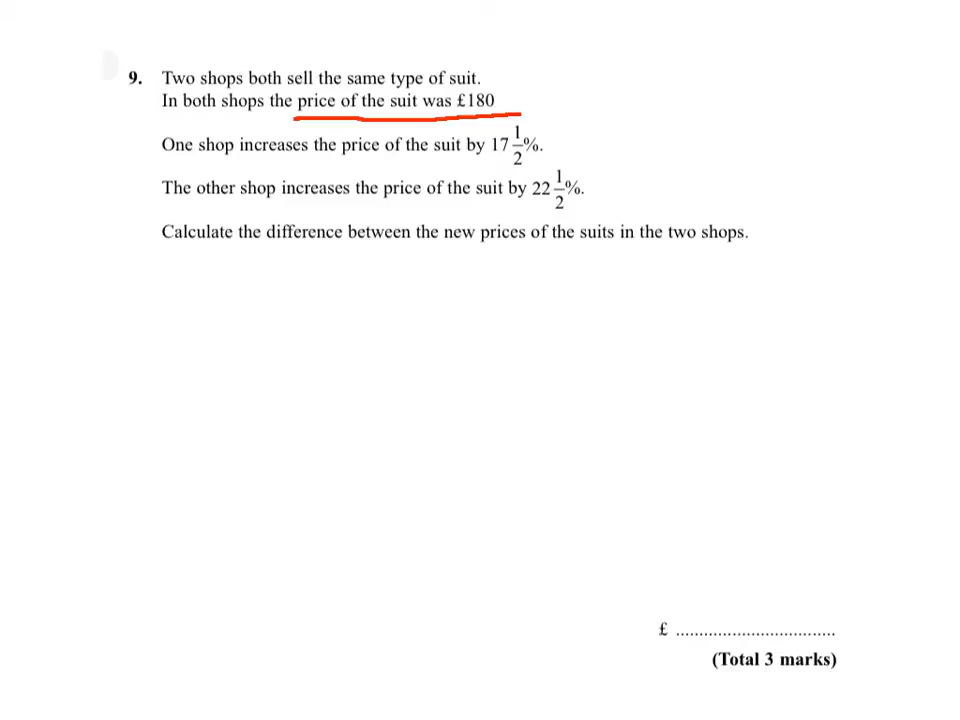 9. Two shops both sell the same type of suit.
In both shops the price of the suit was £180
One shop increases the price of the suit by 17 1/2%.
The other shop increases the price of the suit by 22 1/2%.
Calculate the difference between the new prices of the suits in the two shops.
£ ..................................
(Total 3 marks)